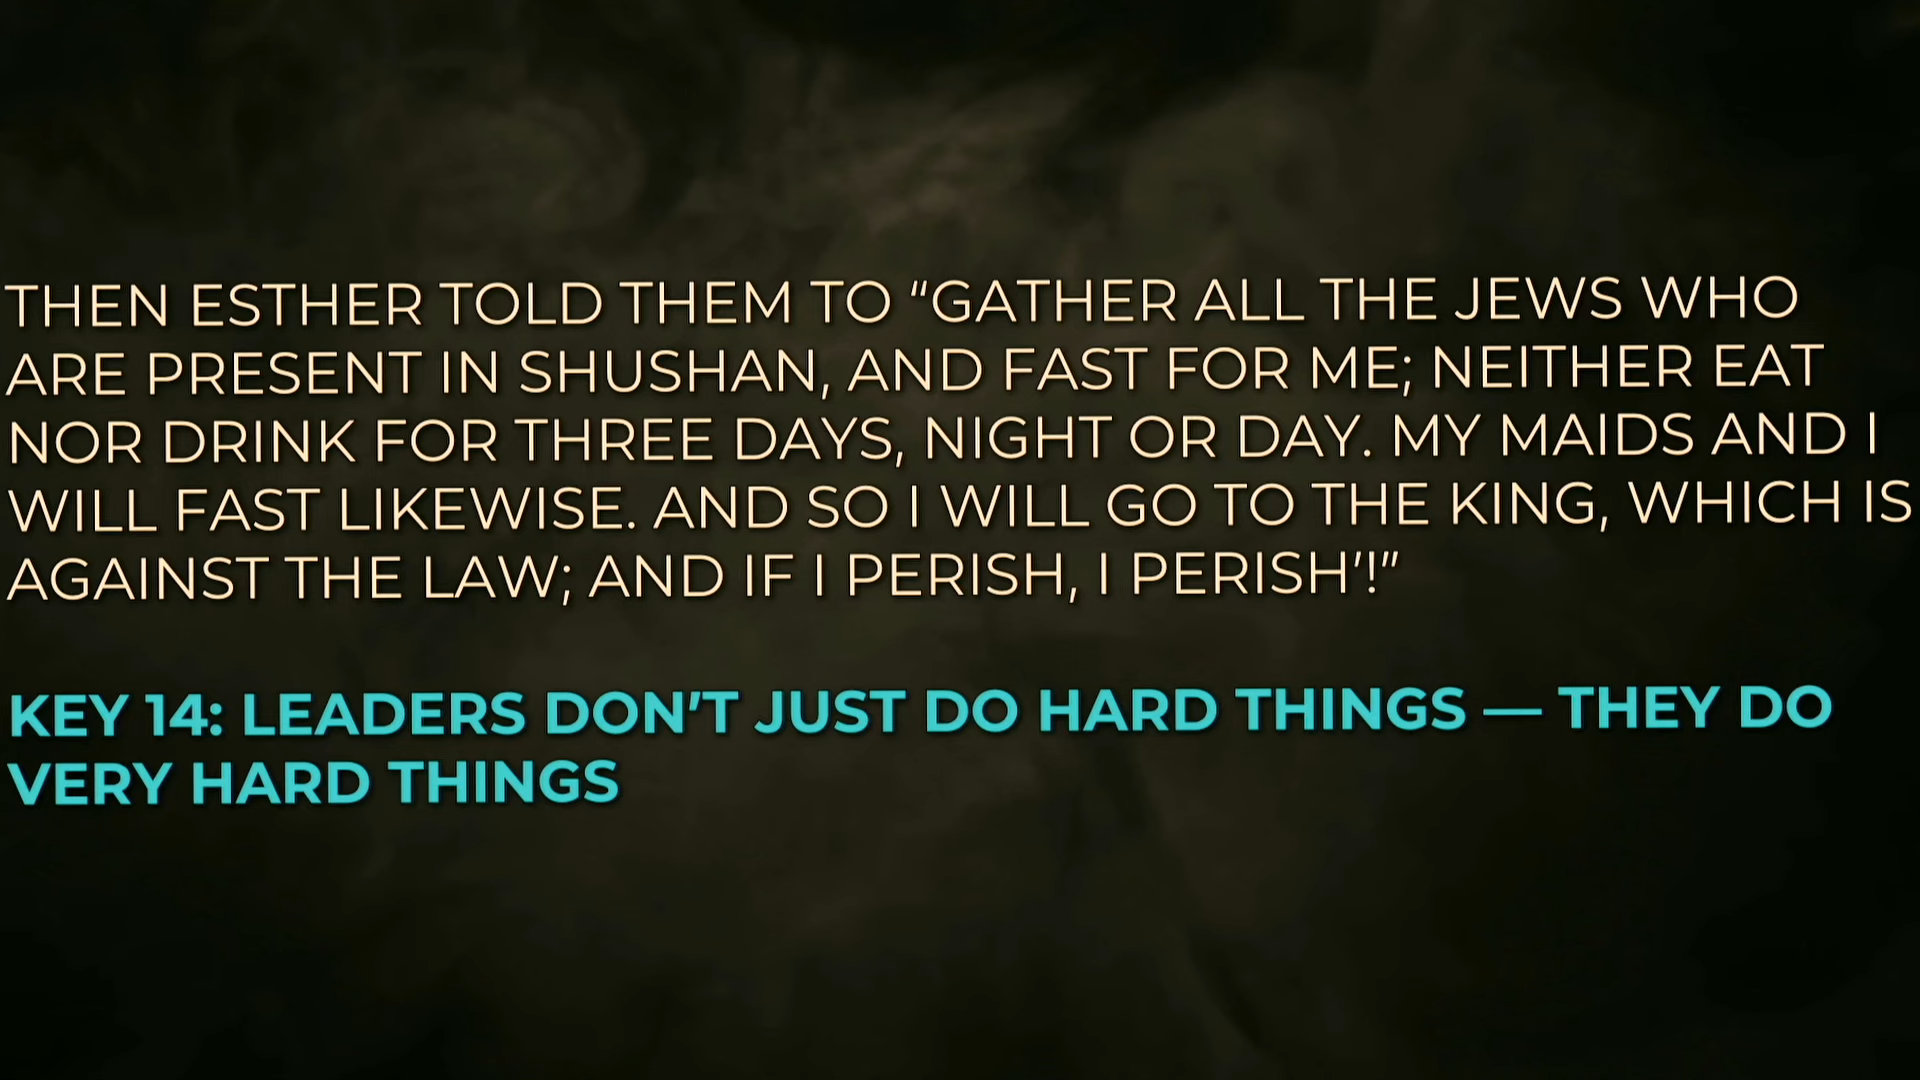 THEN ESTHER TOLD THEM TO “GATHER ALL THE JEWS WHO
ARE PRESENT IN SHUSHAN, AND FAST FOR ME; NEITHER EAT
NOR DRINK FOR THREE DAYS, NIGHT OR DAY. MY MAIDS AND I
WILL FAST LIKEWISE. AND SO I WILL GO TO THE KING, WHICH IS
AGAINST THE LAW; AND IF I PERISH, I PERISH’!”
KEY 14: LEADERS DON’T JUST DO HARD THINGS — THEY DO
VERY HARD THINGS